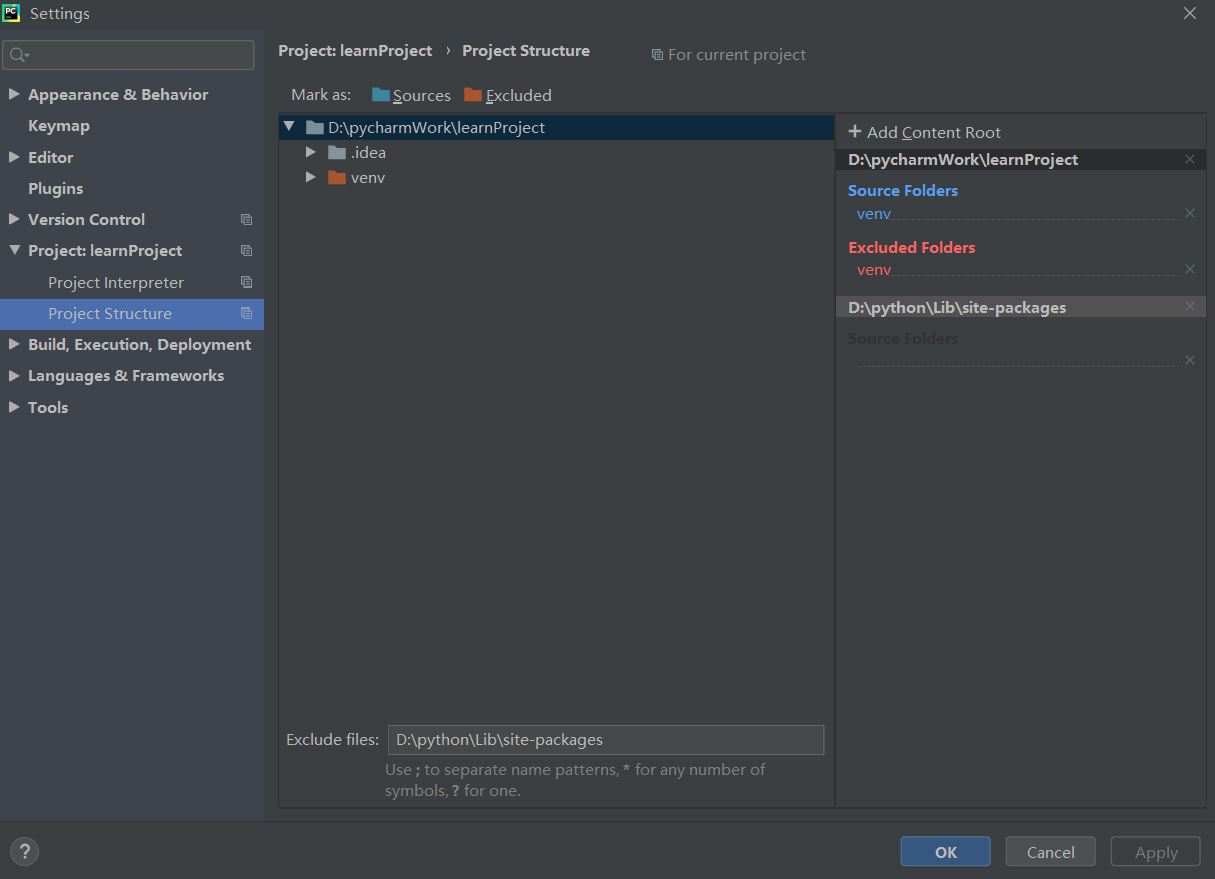 PC
Settings
Project: learnProject › Project Structure
For current project
Appearance & Behavior
Keymap
Editor
Plugins
Version Control
Project: learnProject
Project Interpreter
Project Structure
Build, Execution, Deployment
Languages & Frameworks
Tools
Mark as: Sources Excluded
D:\pycharmWork\learnProject
.idea
venv
Exclude files: D:\python\Lib\site-packages
Use ; to separate name patterns, * for any number of
symbols, ? for one.
+ Add Content Root
D:\pycharmWork\learnProject
Source Folders
venv
Excluded Folders
venv
D:\python\Lib\site-packages
Source Folders
?
OK
Cancel
Apply